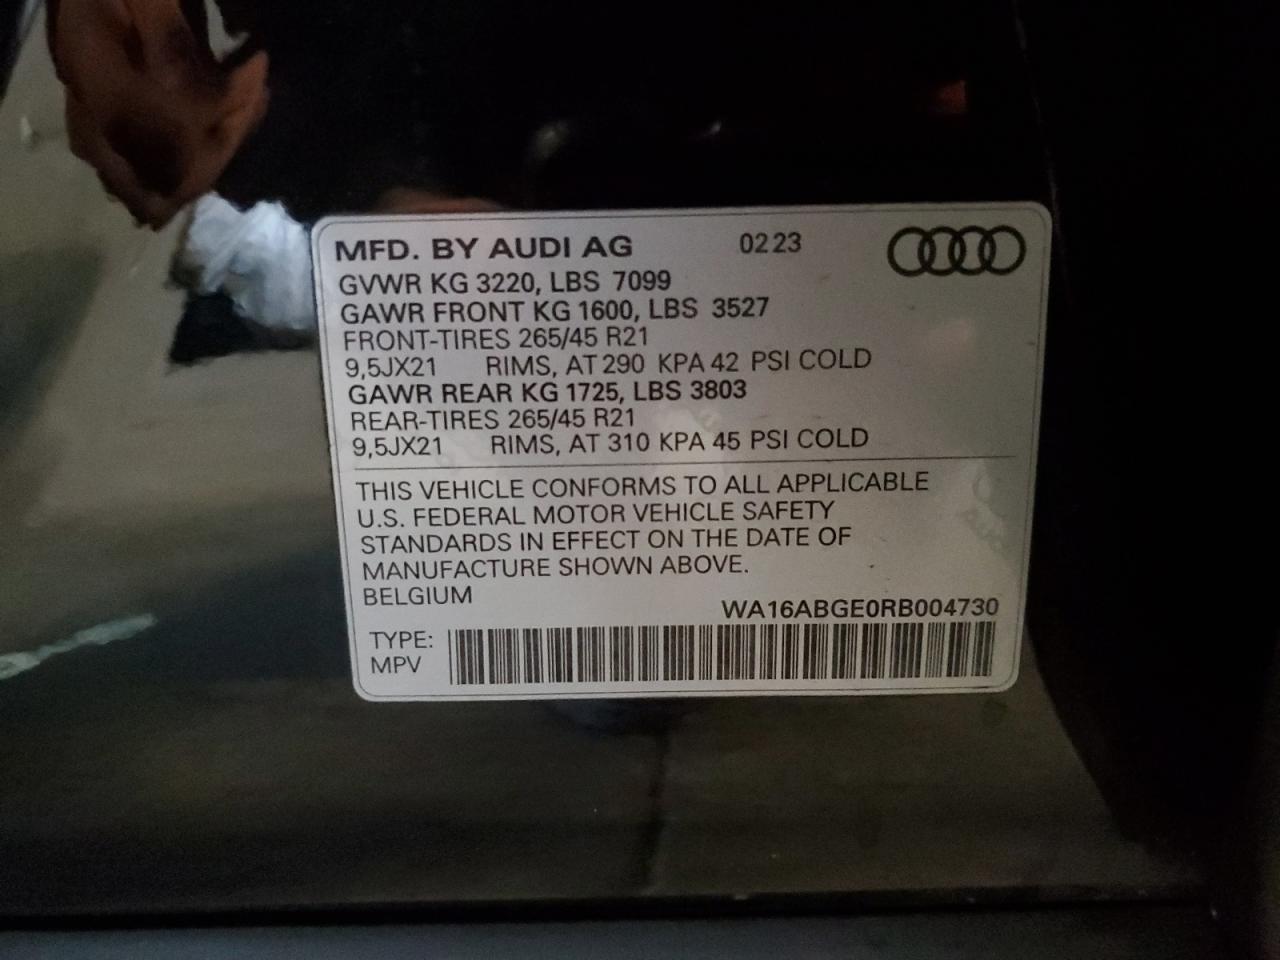 MFD. BY AUDI AG 0223
GVWR KG 3220, LBS 7099
GAWR FRONT KG 1600, LBS 3527
FRONT-TIRES 265/45 R21
9,5JX21 RIMS, AT 290 KPA 42 PSI COLD
GAWR REAR KG 1725, LBS 3803
REAR-TIRES 265/45 R21
9,5JX21 RIMS, AT 310 KPA 45 PSI COLD
THIS VEHICLE CONFORMS TO ALL APPLICABLE
U.S. FEDERAL MOTOR VEHICLE SAFETY
STANDARDS IN EFFECT ON THE DATE OF
MANUFACTURE SHOWN ABOVE.
BELGIUM
WA16ABGE0RB004730
TYPE:
MPV